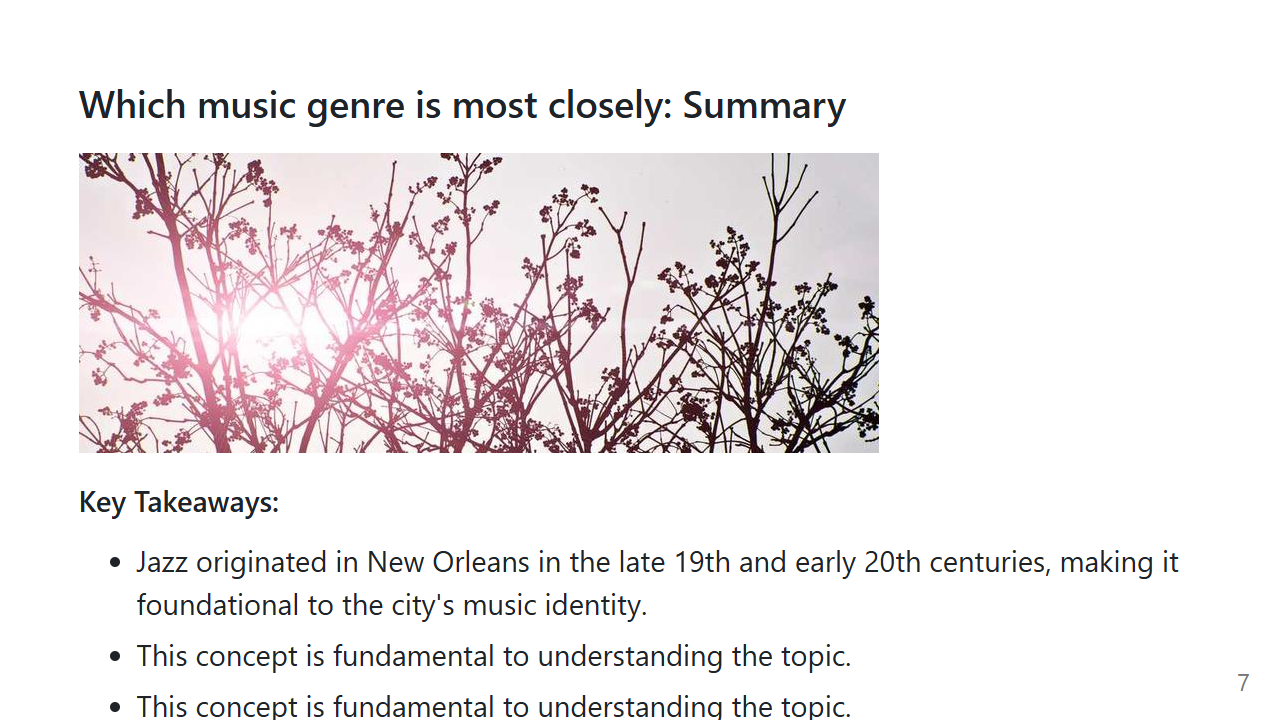 Which music genre is most closely: Summary
Key Takeaways:
• Jazz originated in New Orleans in the late 19th and early 20th centuries, making it
foundational to the city's music identity.
• This concept is fundamental to understanding the topic.
• This concept is fundamental to understanding the topic.
7